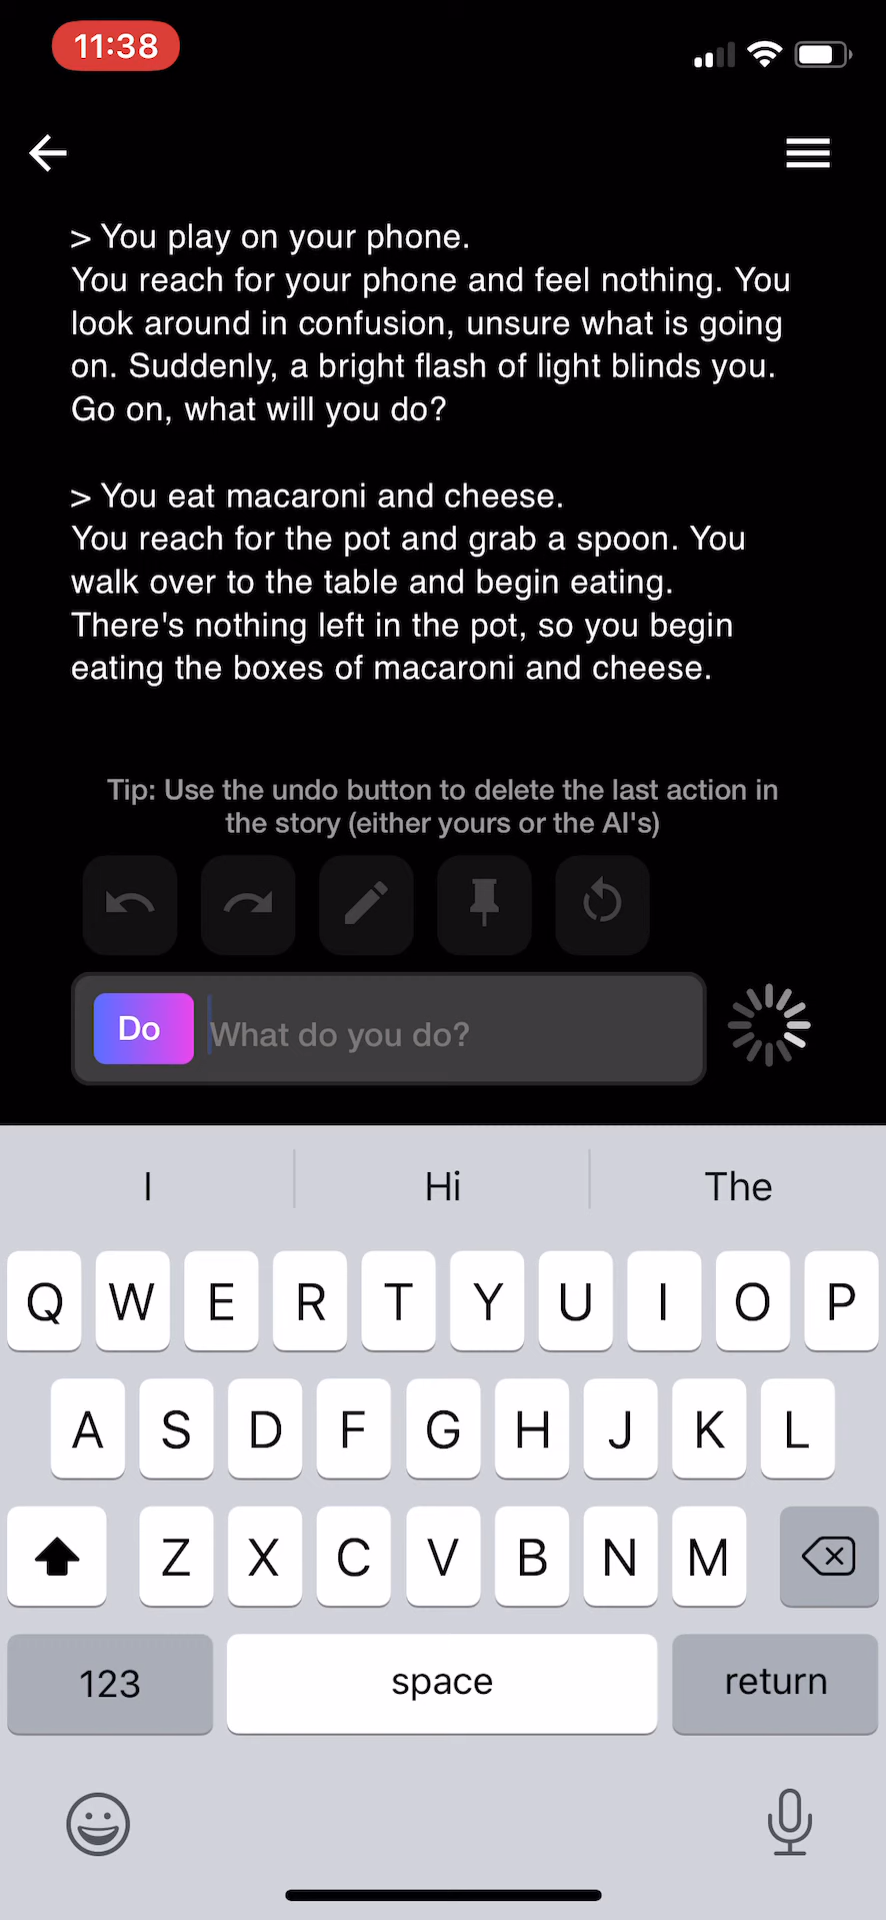 11:38
> You play on your phone.
You reach for your phone and feel nothing. You
look around in confusion, unsure what is going
on. Suddenly, a bright flash of light blinds you.
Go on, what will you do?
> You eat macaroni and cheese.
You reach for the pot and grab a spoon. You
walk over to the table and begin eating.
There's nothing left in the pot, so you begin
eating the boxes of macaroni and cheese.
Tip: Use the undo button to delete the last action in
the story (either yours or the AI's)
Do What do you do?
I Hi The
Q W E R T Y U I O P
A S D F G H J K L
Z X C V B N M
123 space return